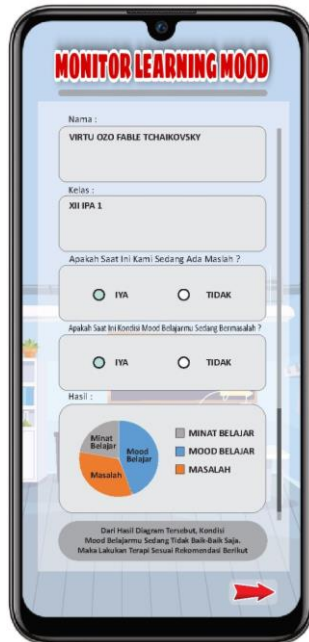 MONITOR LEARNING MOOD
Nama :
VIRTU OZO FABLE TCHAIKOVSKY
Kelas :
XII IPA 1
Apakah Saat Ini Kami Sedang Ada Maslah ?
IYA
TIDAK
Apakah Saat Ini Kondisi Mood Belajarmu Sedang Bermasalah ?
IYA
TIDAK
Hasil :
Minat
Belajar
Mood
Belajar
Masalah
MINAT BELAJAR
MOOD BELAJAR
MASALAH
Dari Hasil Diagram Tersebut, Kondisi
Mood Belajarmu Sedang Tidak Baik-Baik Saja.
Maka Lakukan Terapi Sesuai Rekomendasi Berikut